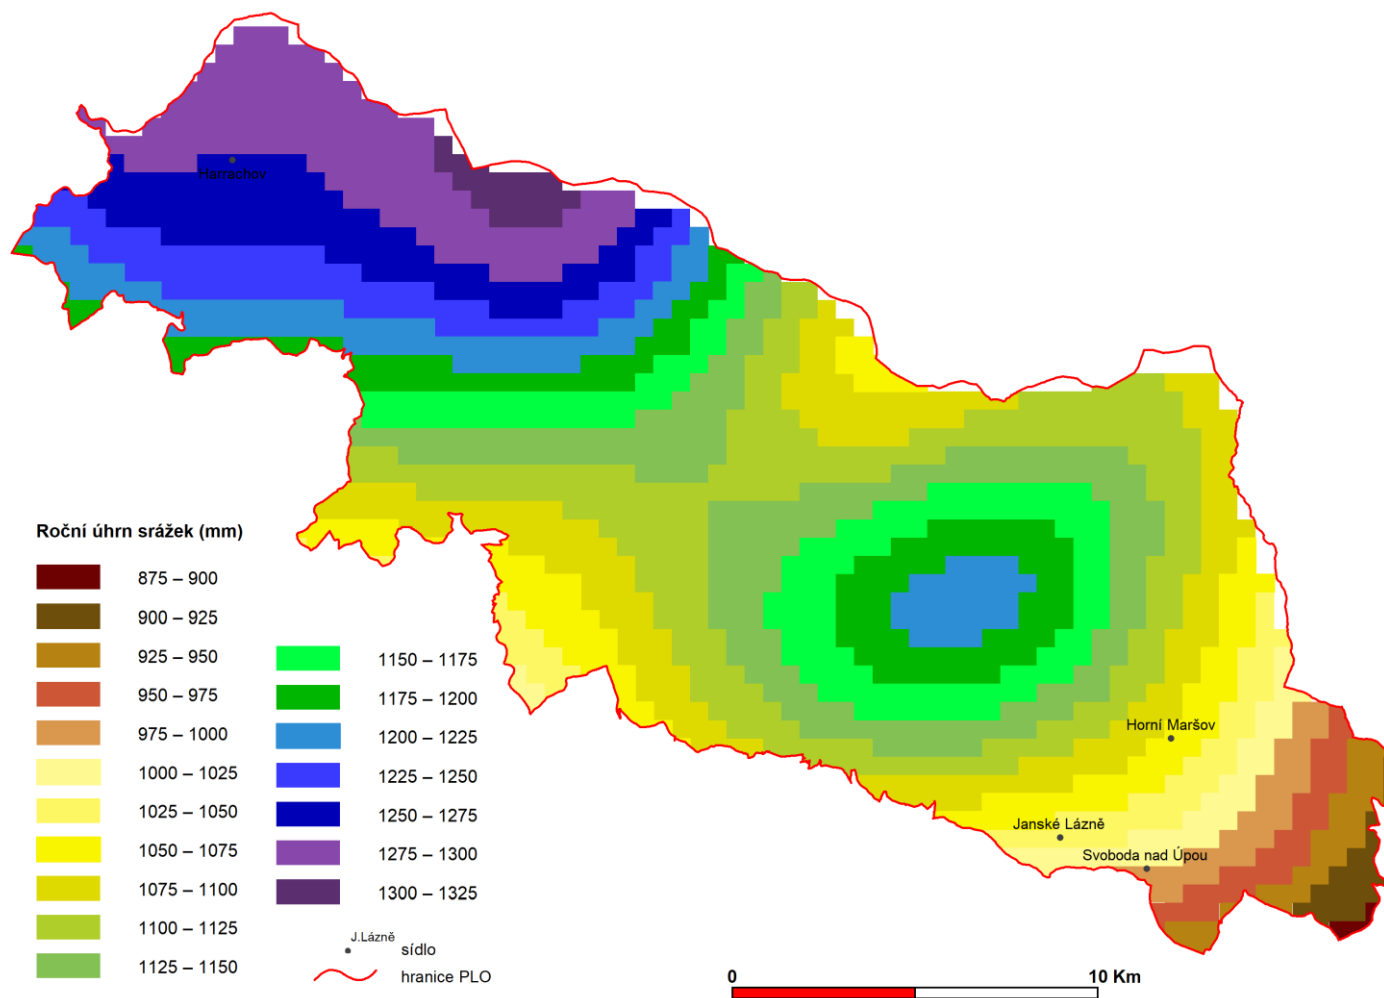 Harrachov
Roční úhrn srážek (mm)
875 – 900
900 – 925
925 – 950
950 – 975
975 – 1000
1000 – 1025
1025 – 1050
1050 – 1075
1075 – 1100
1100 – 1125
1125 – 1150
1150 – 1175
1175 – 1200
1200 – 1225
1225 – 1250
1250 – 1275
1275 – 1300
1300 – 1325
J.Lázně
sídlo
hranice PLO
Horní Maršov
Janské Lázně
Svoboda nad Úpou
0 10 Km